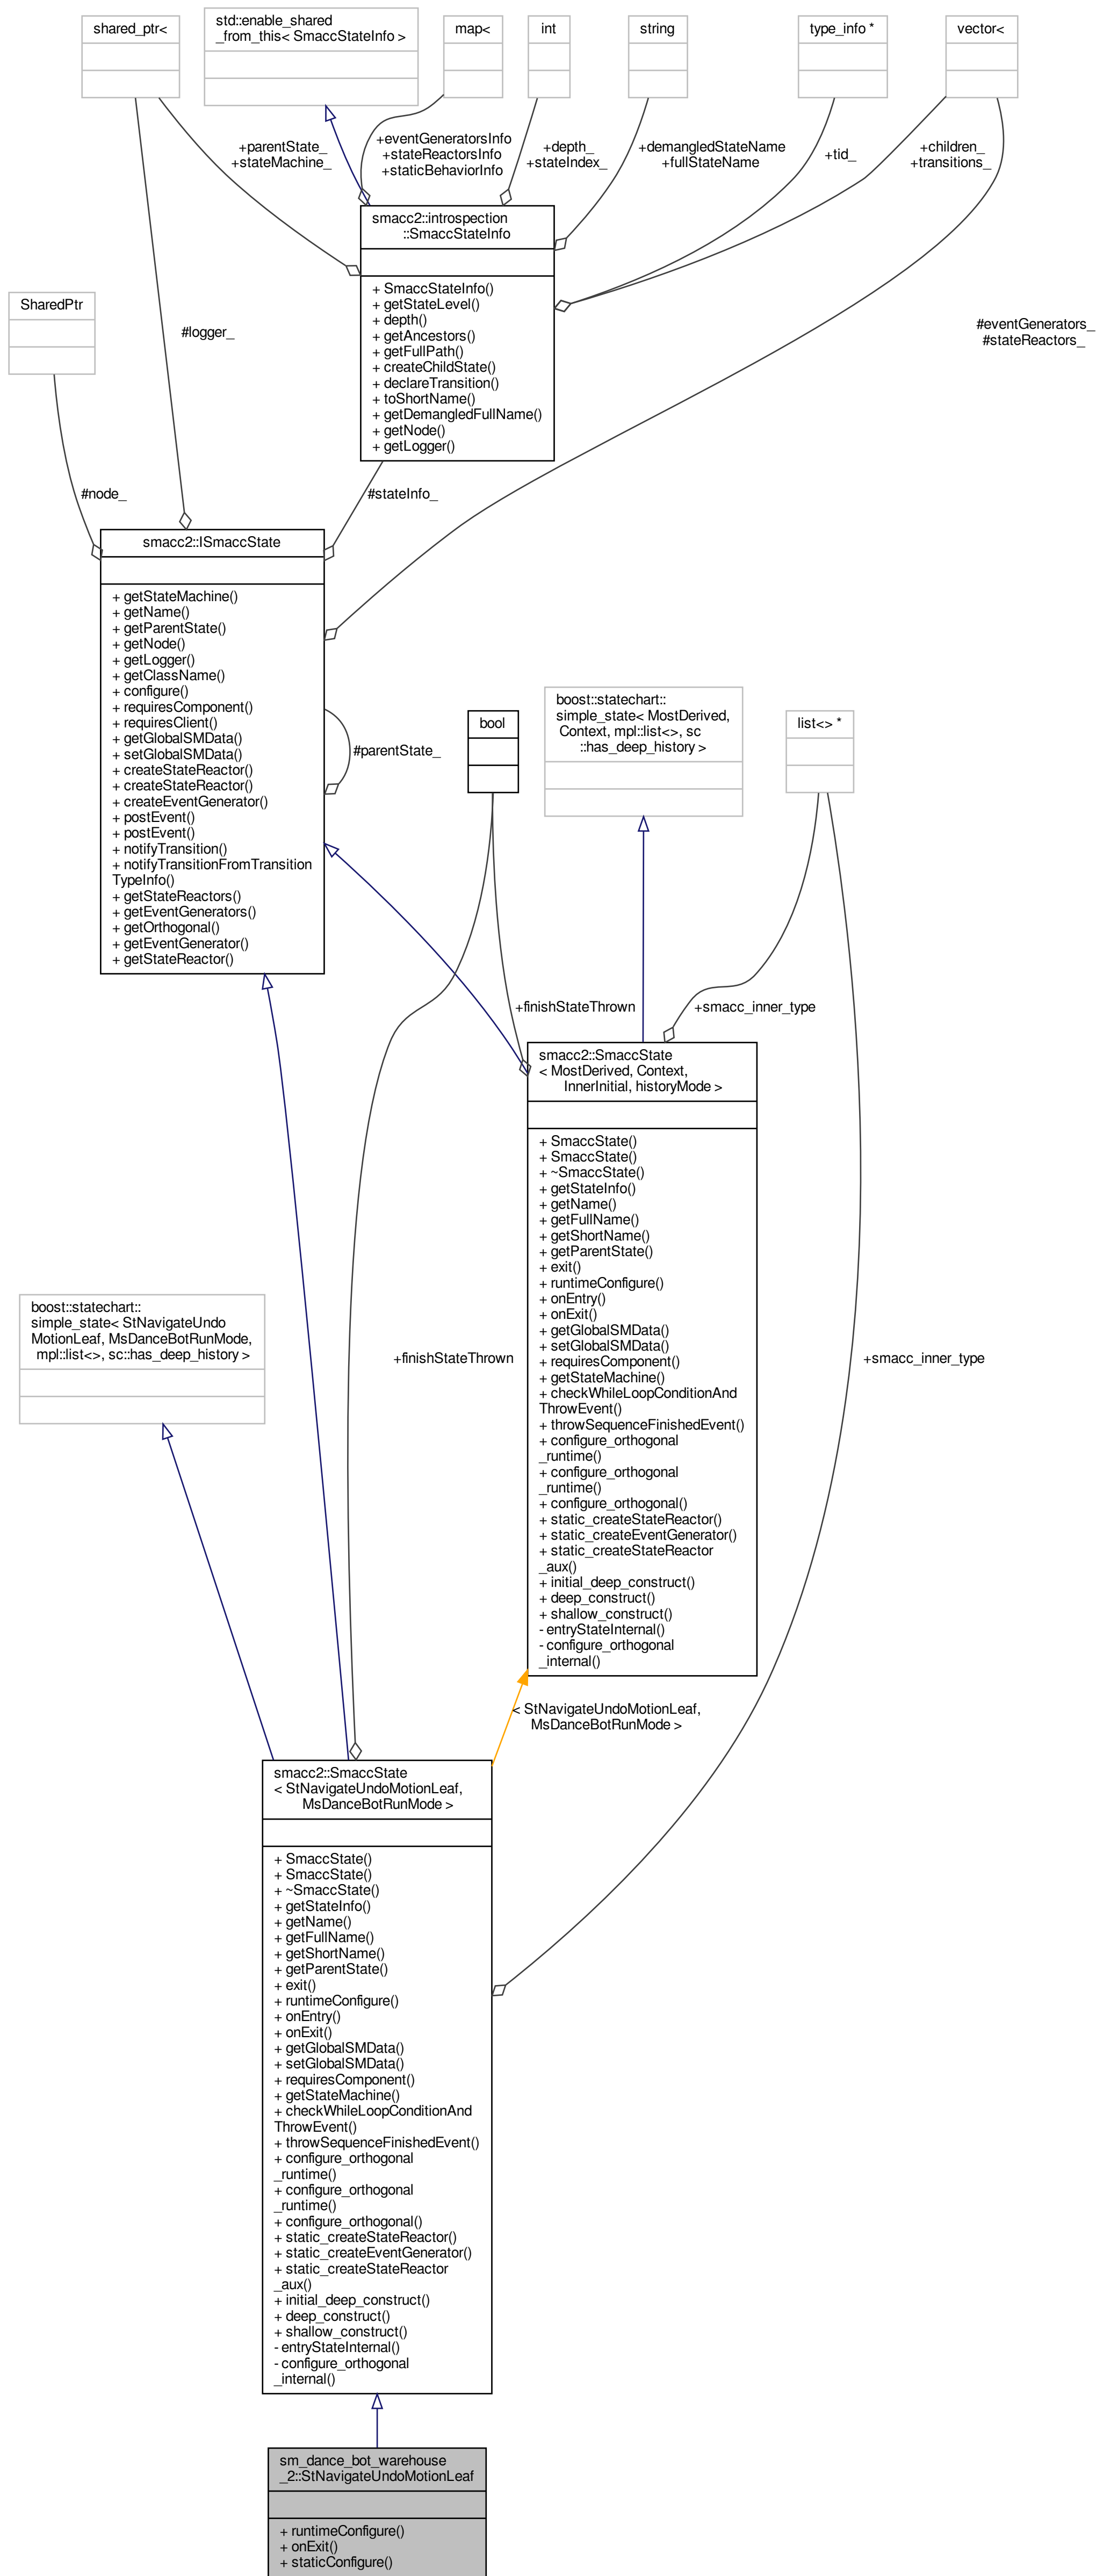 shared_ptr<
std::enable_shared
_from_this< SmaccStateInfo >
map<
int
string
type_info *
vector<
+parentState_
+stateMachine_
+eventGeneratorsInfo
+stateReactorsInfo
+staticBehaviorInfo
+depth_
+stateIndex_
+demangledStateName
+fullStateName
+tid_
+children_
+transitions_
smacc2::introspection
::SmaccStateInfo
+ SmaccStateInfo()
+ getStateLevel()
+ depth()
+ getAncestors()
+ getFullPath()
+ createChildState()
+ declareTransition()
+ toShortName()
+ getDemangledFullName()
+ getNode()
+ getLogger()
SharedPtr
#logger_
#eventGenerators_
#stateReactors_
#node_
#stateInfo_
smacc2::ISmaccState
+ getStateMachine()
+ getName()
+ getParentState()
+ getNode()
+ getLogger()
+ getClassName()
+ configure()
+ requiresComponent()
+ requiresClient()
+ getGlobalSMData()
+ setGlobalSMData()
+ createStateReactor()
+ createStateReactor()
+ createEventGenerator()
+ postEvent()
+ postEvent()
+ notifyTransition()
+ notifyTransitionFromTransition
TypeInfo()
+ getStateReactors()
+ getEventGenerators()
+ getOrthogonal()
+ getEventGenerator()
+ getStateReactor()
#parentState_
bool
boost::statechart::
simple_state< MostDerived,
Context, mpl::list<>, sc
::has_deep_history >
list<> *
+finishStateThrown
+smacc_inner_type
smacc2::SmaccState
< MostDerived, Context,
InnerInitial, historyMode >
+ SmaccState()
+ SmaccState()
+ ~SmaccState()
+ getStateInfo()
+ getName()
+ getFullName()
+ getShortName()
+ getParentState()
+ exit()
+ runtimeConfigure()
+ onEntry()
+ onExit()
+ getGlobalSMData()
+ setGlobalSMData()
+ requiresComponent()
+ getStateMachine()
+ checkWhileLoopConditionAnd
ThrowEvent()
+ throwSequenceFinishedEvent()
+ configure_orthogonal
_runtime()
+ configure_orthogonal
_runtime()
+ configure_orthogonal()
+ static_createStateReactor()
+ static_createEventGenerator()
+ static_createStateReactor
_aux()
+ initial_deep_construct()
+ deep_construct()
+ shallow_construct()
- entryStateInternal()
- configure_orthogonal
_internal()
boost::statechart::
simple_state< StNavigateUndo
MotionLeaf, MsDanceBotRunMode,
mpl::list<>, sc::has_deep_history >
+finishStateThrown
+smacc_inner_type
< StNavigateUndoMotionLeaf,
MsDanceBotRunMode >
smacc2::SmaccState
< StNavigateUndoMotionLeaf,
MsDanceBotRunMode >
+ SmaccState()
+ SmaccState()
+ ~SmaccState()
+ getStateInfo()
+ getName()
+ getFullName()
+ getShortName()
+ getParentState()
+ exit()
+ runtimeConfigure()
+ onEntry()
+ onExit()
+ getGlobalSMData()
+ setGlobalSMData()
+ requiresComponent()
+ getStateMachine()
+ checkWhileLoopConditionAnd
ThrowEvent()
+ throwSequenceFinishedEvent()
+ configure_orthogonal
_runtime()
+ configure_orthogonal
_runtime()
+ configure_orthogonal()
+ static_createStateReactor()
+ static_createEventGenerator()
+ static_createStateReactor
_aux()
+ initial_deep_construct()
+ deep_construct()
+ shallow_construct()
- entryStateInternal()
- configure_orthogonal
_internal()
sm_dance_bot_warehouse
_2::StNavigateUndoMotionLeaf
+ runtimeConfigure()
+ onExit()
+ staticConfigure()